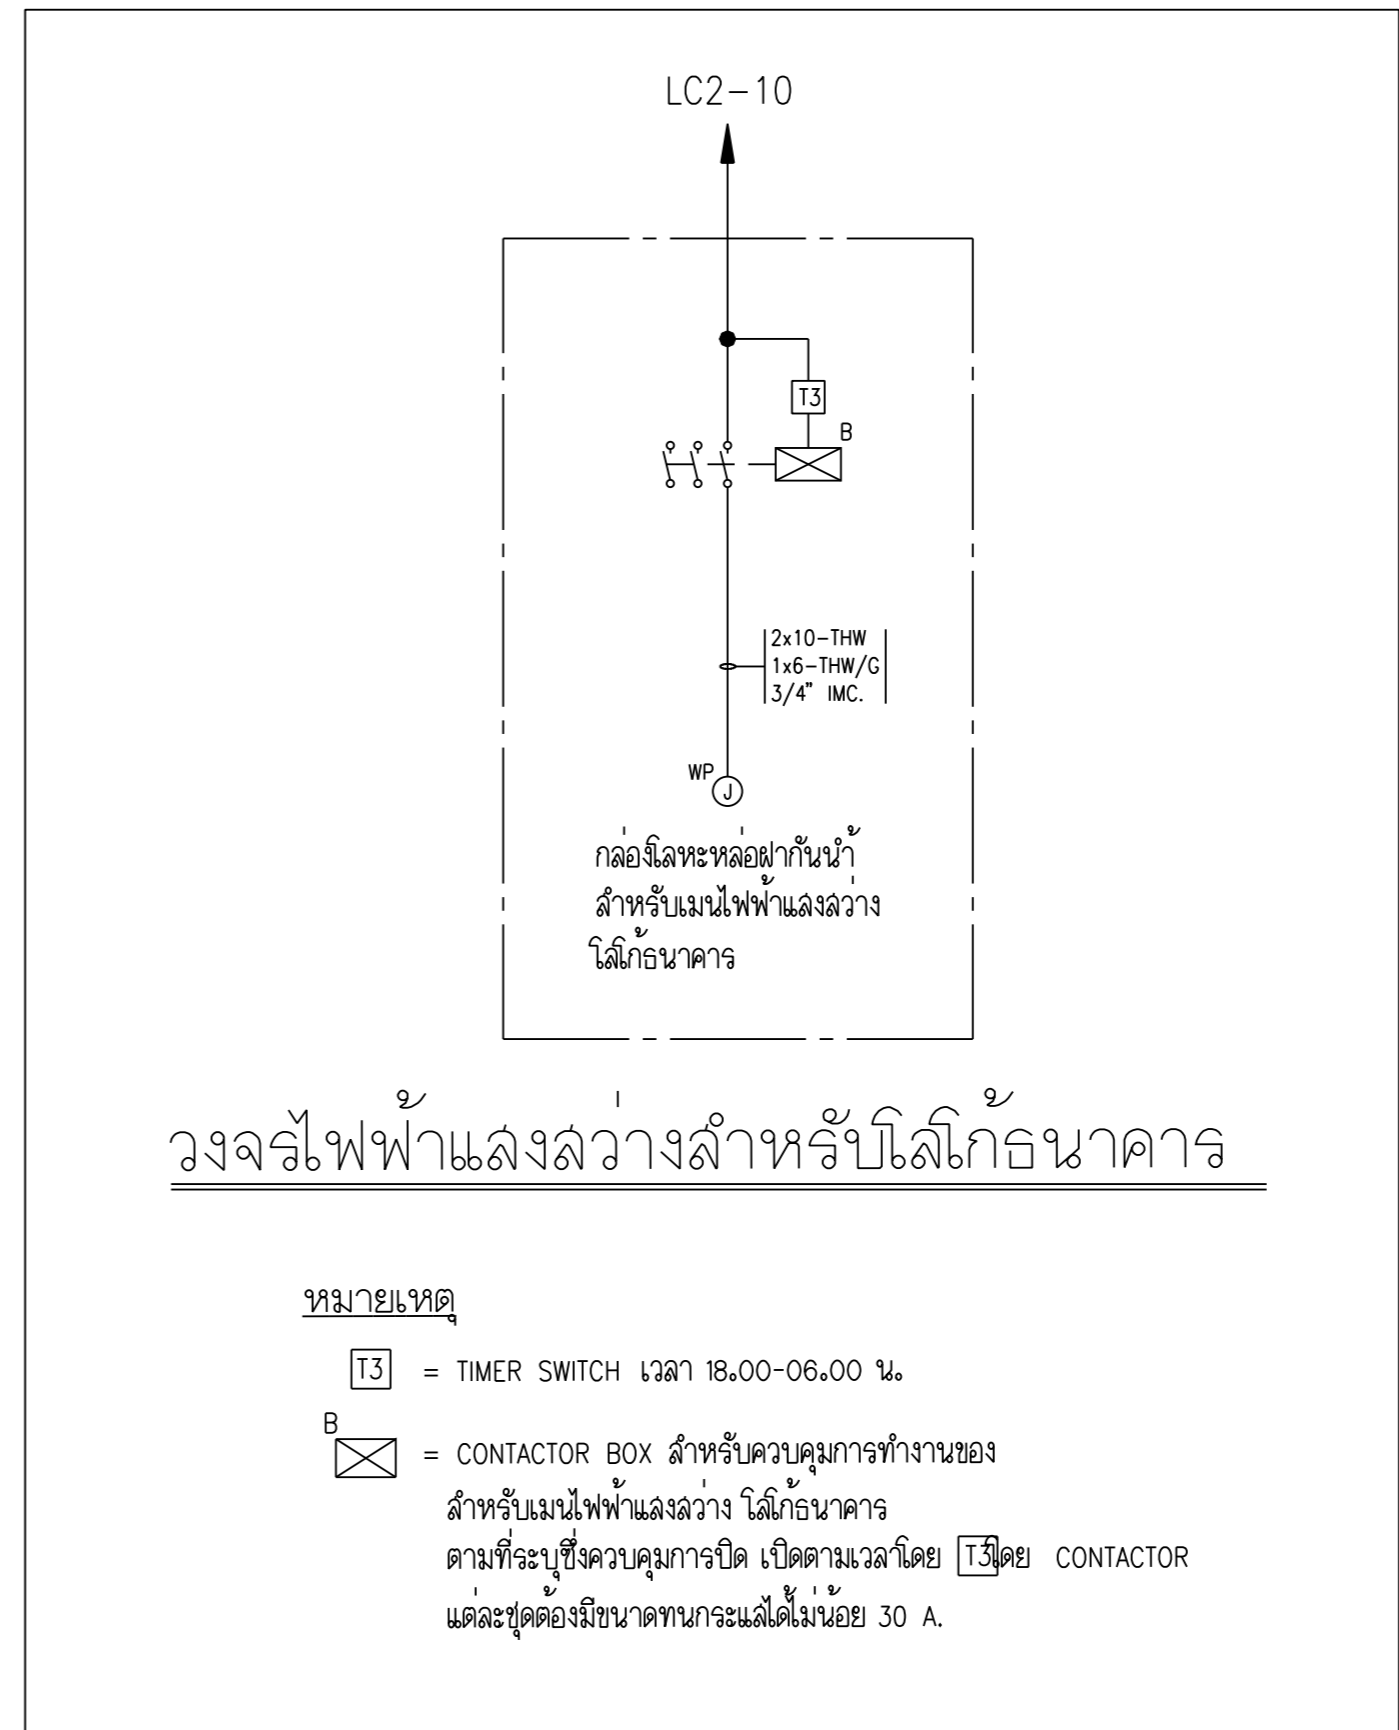 LC2-10
T3
B
2x10-THW
1x6-THW/G
3/4" IMC.
WP
J
กล่องโลหะหล่อฝากันน้ำ
สำหรับเมนไฟฟ้าแสงสว่าง
โลโก้ธนาคาร
วงจรไฟฟ้าแสงสว่างสำหรับโลโก้ธนาคาร
หมายเหตุ
T3 = TIMER SWITCH เวลา 18.00-06.00 น.
B
= CONTACTOR BOX สำหรับควบคุมการทำงานของ
สำหรับเมนไฟฟ้าแสงสว่าง โลโก้ธนาคาร
ตามที่ระบุซึ่งควบคุมการปิด เปิดตามเวลาโดย T3โดย CONTACTOR
แต่ละชุดต้องมีขนาดทนกระแสได้ไม่น้อย 30 A.